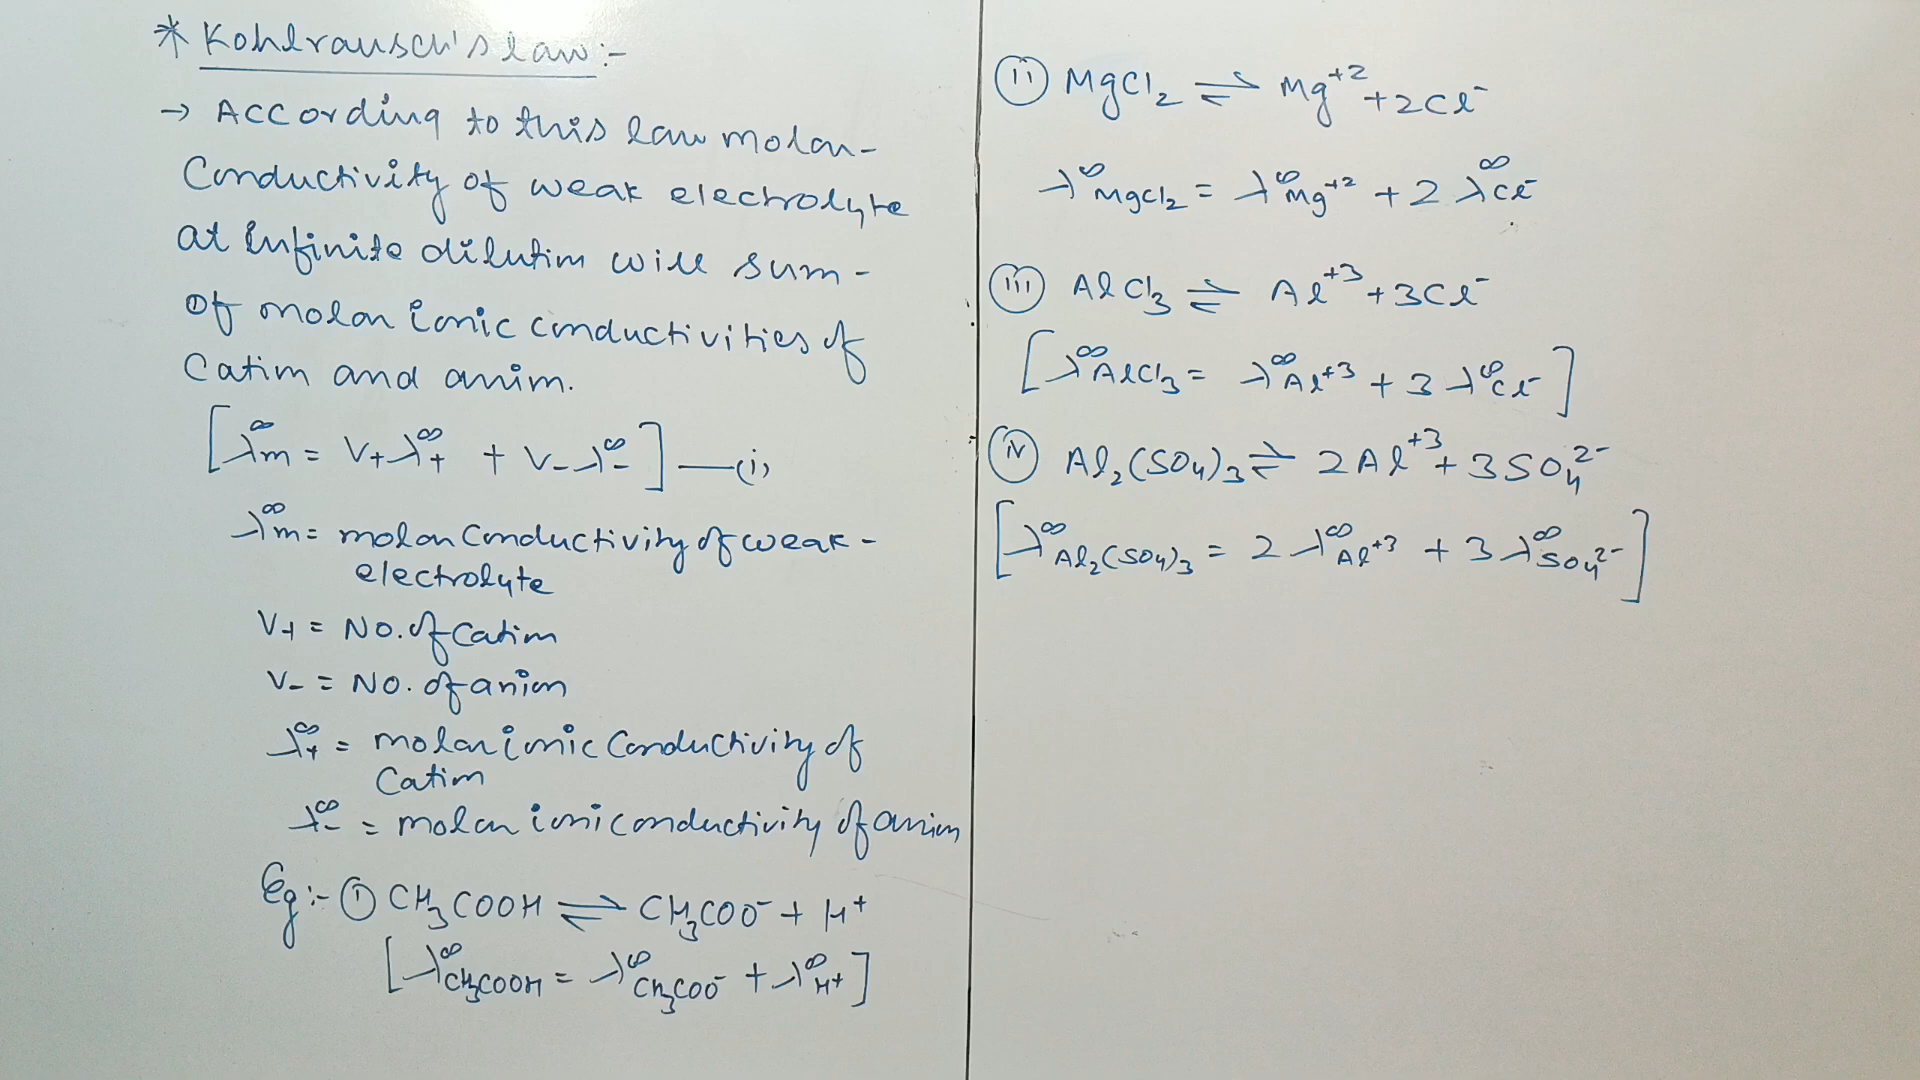 * Kohlrausch's law:-
→ According to this law molar-
Conductivity of weak electrolyte
at infinite dilution will sum-
of molar ionic conductivities of
Cation and anion.
[λ∞m = V+λ∞+ + V-λ∞-] —(i)
λ∞m = molar Conductivity of weak-
electrolyte
V+ = No. of Cation
V- = No. of anion
λ∞+ = molar ionic Conductivity of
Cation
λ∞- = molar ionic conductivity of anion
Eg:- ① CH₃COOH ⇌ CH₃COO⁻ + H⁺
[λ∞CH₃COOH = λ∞CH₃COO⁻ + λ∞H⁺]
(ii) MgCl₂ ⇌ Mg⁺² + 2Cl⁻
λ∞MgCl₂ = λ∞Mg⁺² + 2 λ∞Cl⁻
(iii) AlCl₃ ⇌ Al⁺³ + 3Cl⁻
[λ∞AlCl₃ = λ∞Al⁺³ + 3 λ∞Cl⁻]
(iv) Al₂(SO₄)₃ ⇌ 2Al⁺³ + 3SO₄²⁻
[λ∞Al₂(SO₄)₃ = 2 λ∞Al⁺³ + 3 λ∞SO₄²⁻]